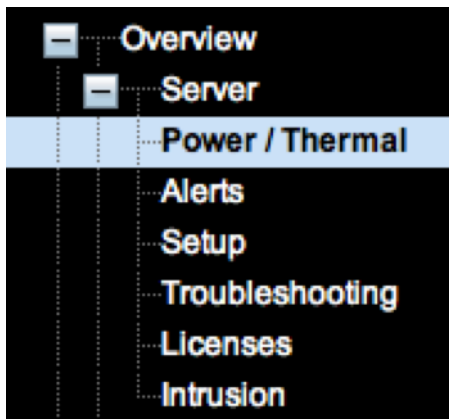 Overview
Server
Power / Thermal
Alerts
Setup
Troubleshooting
Licenses
Intrusion